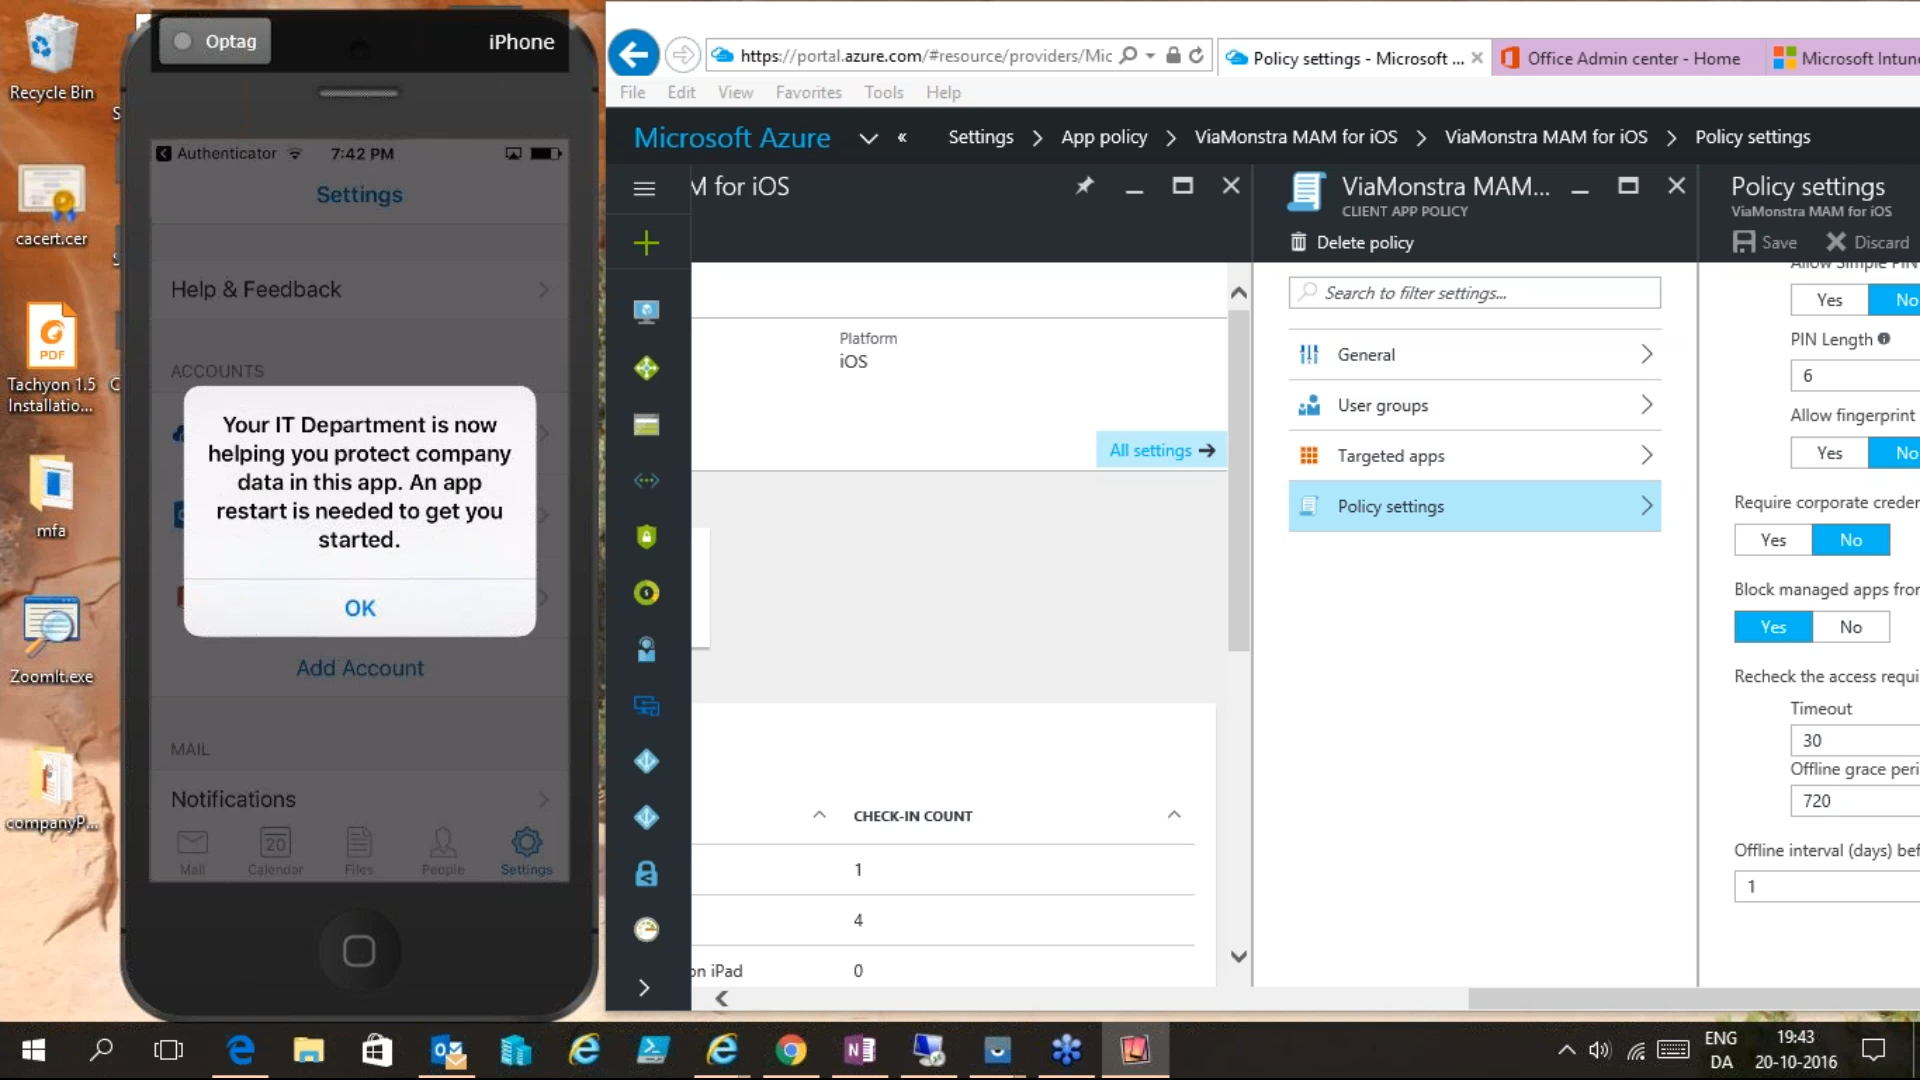 Recycle Bin
cacert.cer
PDF
Tachyon 1.5
Installatio...
mfa
ZoomIt.exe
companyP...
Optag
iPhone
Authenticator
7:42 PM
Settings
Help & Feedback
ACCOUNTS
Your IT Department is now
helping you protect company
data in this app. An app
restart is needed to get you
started.
OK
Add Account
MAIL
Notifications
20
Mail
Calendar
Files
People
Settings
https://portal.azure.com/#resource/providers/Mic
Policy settings - Microsoft ...
Office Admin center - Home
Microsoft Intun
File Edit View Favorites Tools Help
Microsoft Azure
Settings > App policy > ViaMonstra MAM for iOS > ViaMonstra MAM for iOS > Policy settings
M for iOS
Platform
iOS
All settings
CHECK-IN COUNT
1
4
on iPad
0
ViaMonstra MAM...
CLIENT APP POLICY
Delete policy
Search to filter settings...
General
User groups
Targeted apps
Policy settings
Policy settings
ViaMonstra MAM for iOS
Save
Discard
Allow Simple PIN
Yes
No
PIN Length
6
Allow fingerprint
Yes
No
Require corporate creden
Yes
No
Block managed apps from
Yes
No
Recheck the access requi
Timeout
30
Offline grace peri
720
Offline interval (days) bef
1
ENG
DA
19:43
20-10-2016